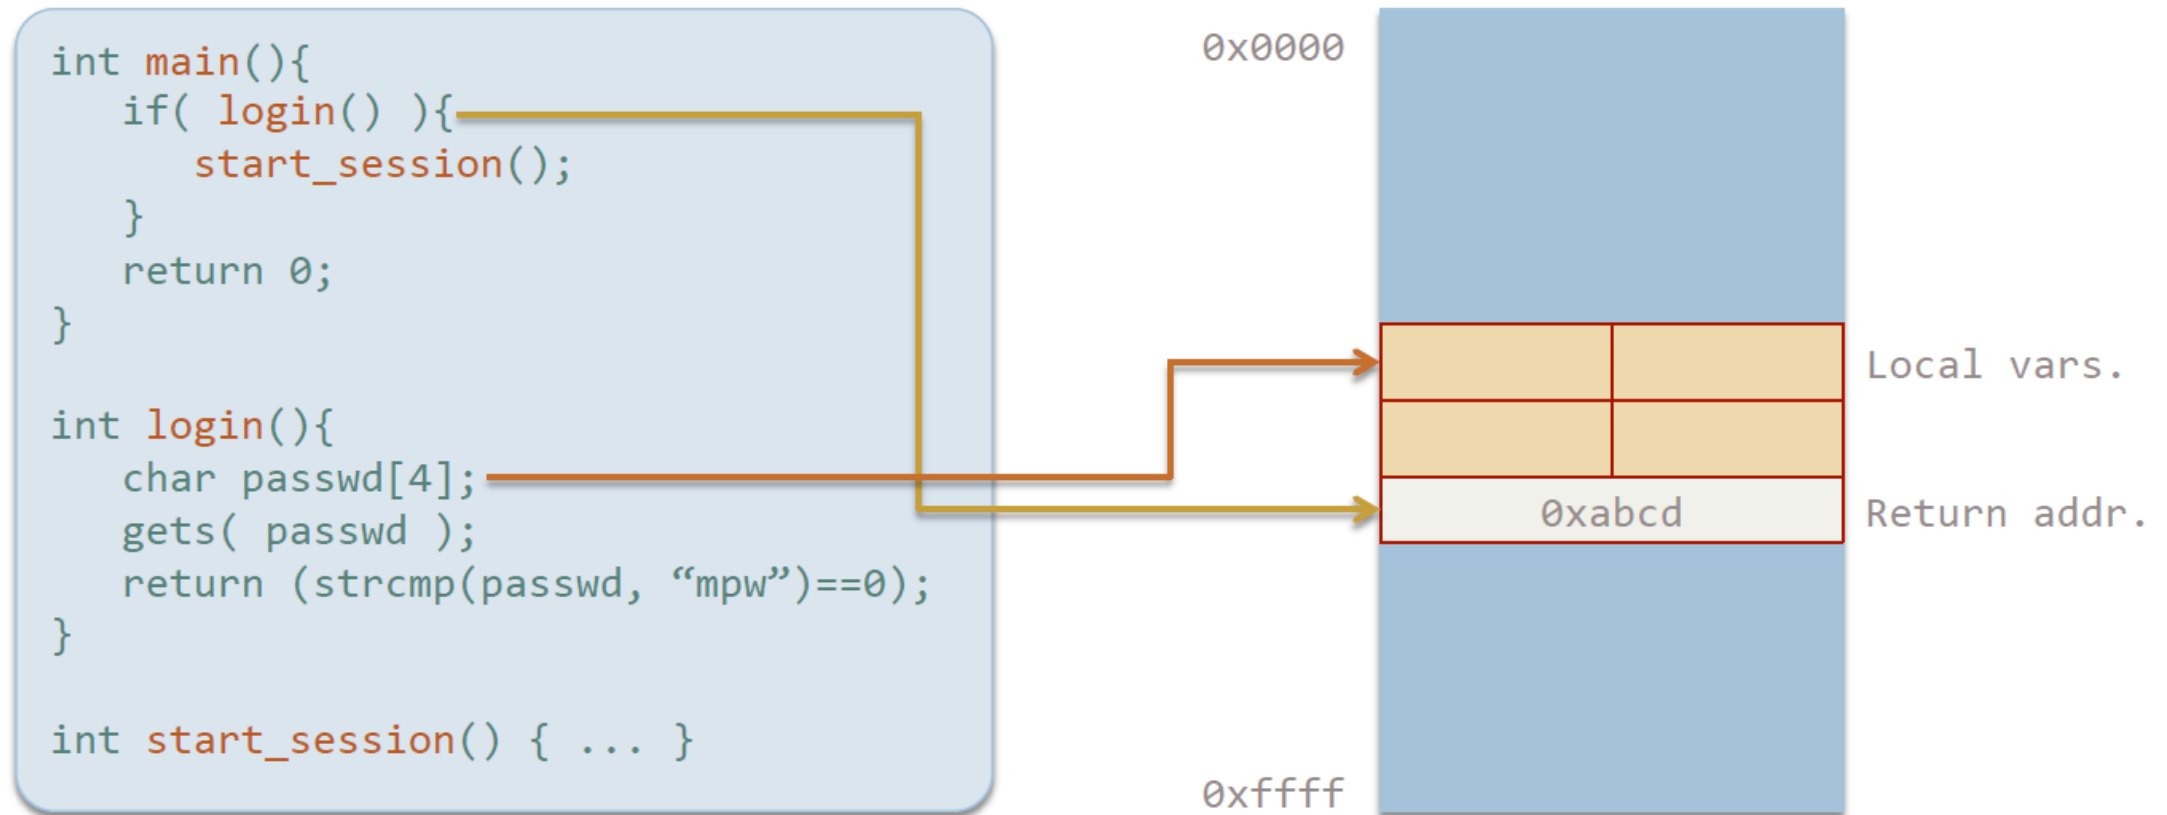 int main(){
if( login() ){
start_session();
}
return 0;
}
int login(){
char passwd[4];
gets( passwd );
return (strcmp(passwd, “mpw”)==0);
}
int start_session() { ... }
0x0000
Local vars.
0xabcd
Return addr.
0xffff